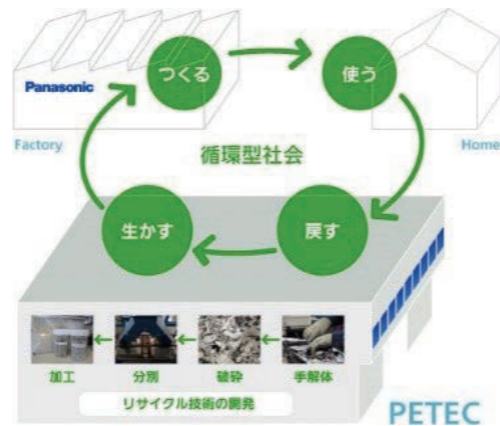 つくる
使う
Panasonic
Factory
Home
循環型社会
生かす
戻す
加工
分別
破砕
手解体
リサイクル技術の開発
PETEC